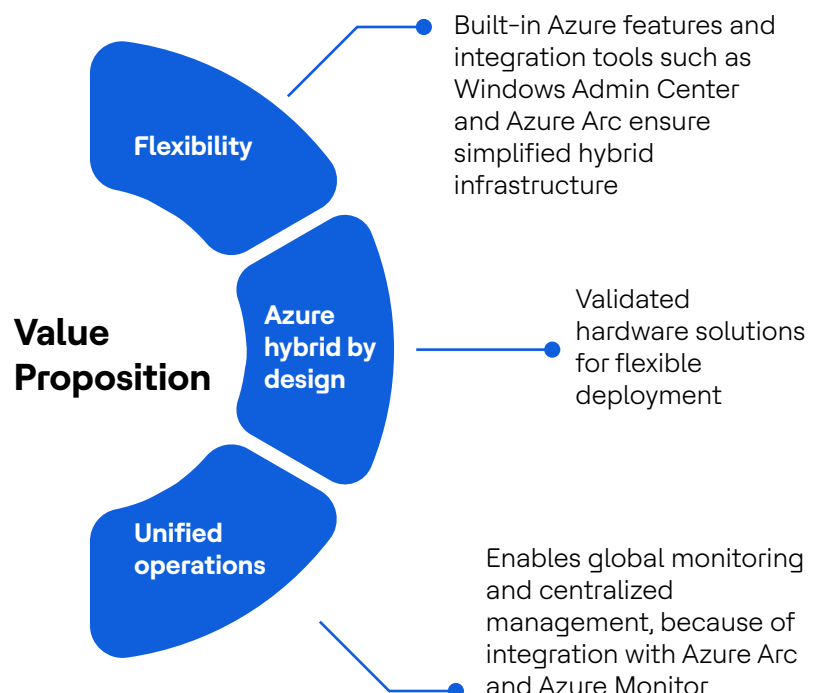 Value
Proposition
Flexibility
Built-in Azure features and
integration tools such as
Windows Admin Center
and Azure Arc ensure
simplified hybrid
infrastructure
Azure
hybrid by
design
Validated
hardware solutions
for flexible
deployment
Unified
operations
Enables global monitoring
and centralized
management, because of
integration with Azure Arc
and Azure Monitor